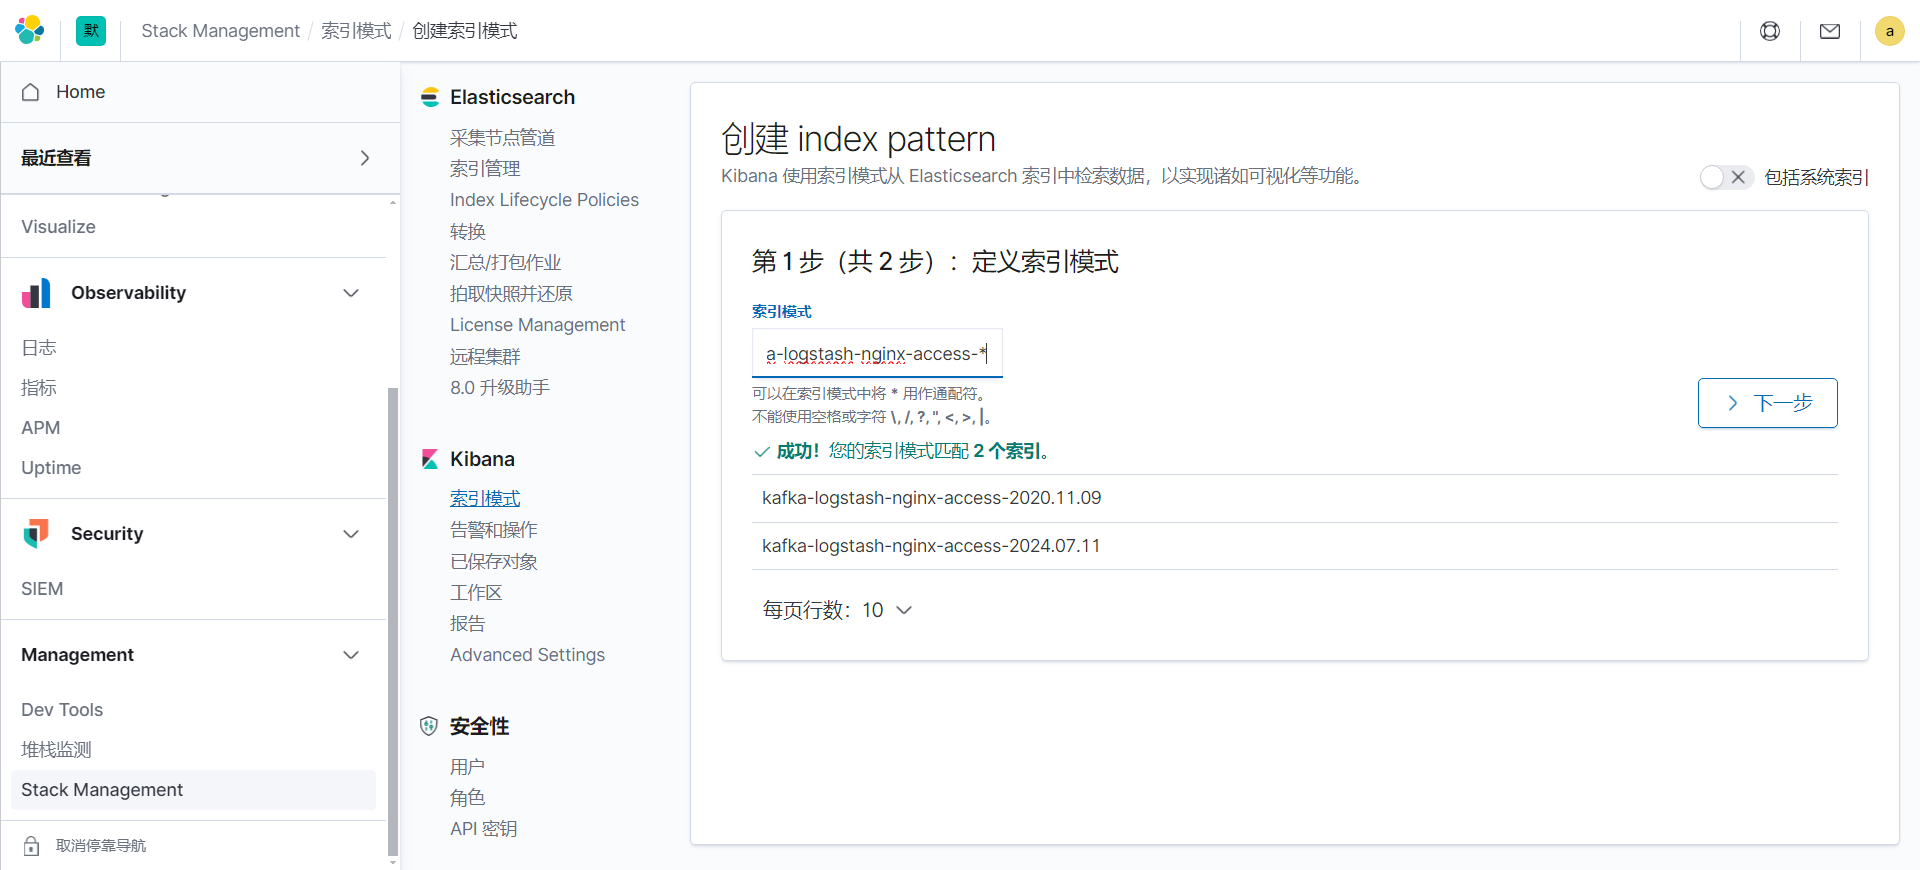 默 Stack Management / 索引模式 / 创建索引模式 a
Home
最近查看
Visualize
Observability
日志
指标
APM
Uptime
Security
SIEM
Management
Dev Tools
堆栈监测
Stack Management
取消停靠导航
Elasticsearch
采集节点管道
索引管理
Index Lifecycle Policies
转换
汇总/打包作业
拍取快照并还原
License Management
远程集群
8.0 升级助手
Kibana
索引模式
告警和操作
已保存对象
工作区
报告
Advanced Settings
安全性
用户
角色
API 密钥
创建 index pattern
Kibana 使用索引模式从 Elasticsearch 索引中检索数据，以实现诸如可视化等功能。
包括系统索引
第 1 步（共 2 步）：定义索引模式
索引模式
a-logstash-nginx-access-*
可以在索引模式中将 * 用作通配符。
不能使用空格或字符 \, /, ?, ", <, >, |。
下一步
成功！您的索引模式匹配 2 个索引。
kafka-logstash-nginx-access-2020.11.09
kafka-logstash-nginx-access-2024.07.11
每页行数：10